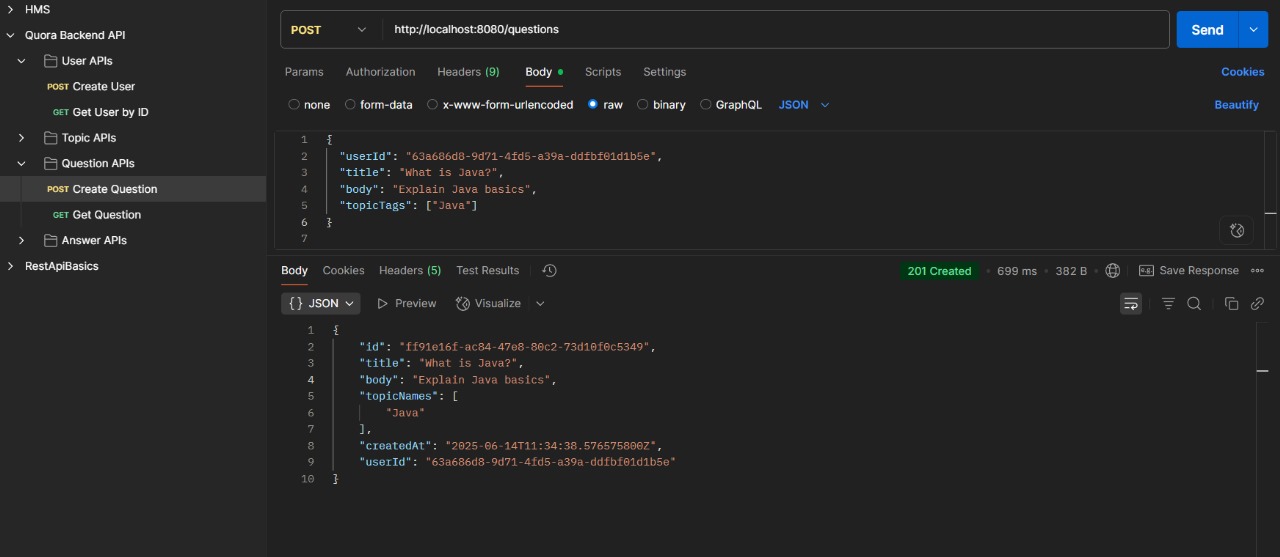 HMS
Quora Backend API
User APIs
POST Create User
GET Get User by ID
Topic APIs
Question APIs
POST Create Question
GET Get Question
Answer APIs
RestApiBasics
POST http://localhost:8080/questions Send
Params Authorization Headers (9) Body Scripts Settings Cookies
none form-data x-www-form-urlencoded raw binary GraphQL JSON Beautify
1 {
2 "userId": "63a686d8-9d71-4fd5-a39a-ddfbf01d1b5e",
3 "title": "What is Java?",
4 "body": "Explain Java basics",
5 "topicTags": ["Java"]
6 }
7
Body Cookies Headers (5) Test Results 201 Created 699 ms 382 B e.g. Save Response
{} JSON Preview Visualize
1 {
2 "id": "ff91e16f-ac84-47e8-80c2-73d10f0c5349",
3 "title": "What is Java?",
4 "body": "Explain Java basics",
5 "topicNames": [
6 "Java"
7 ],
8 "createdAt": "2025-06-14T11:34:38.576575800Z",
9 "userId": "63a686d8-9d71-4fd5-a39a-ddfbf01d1b5e"
10 }